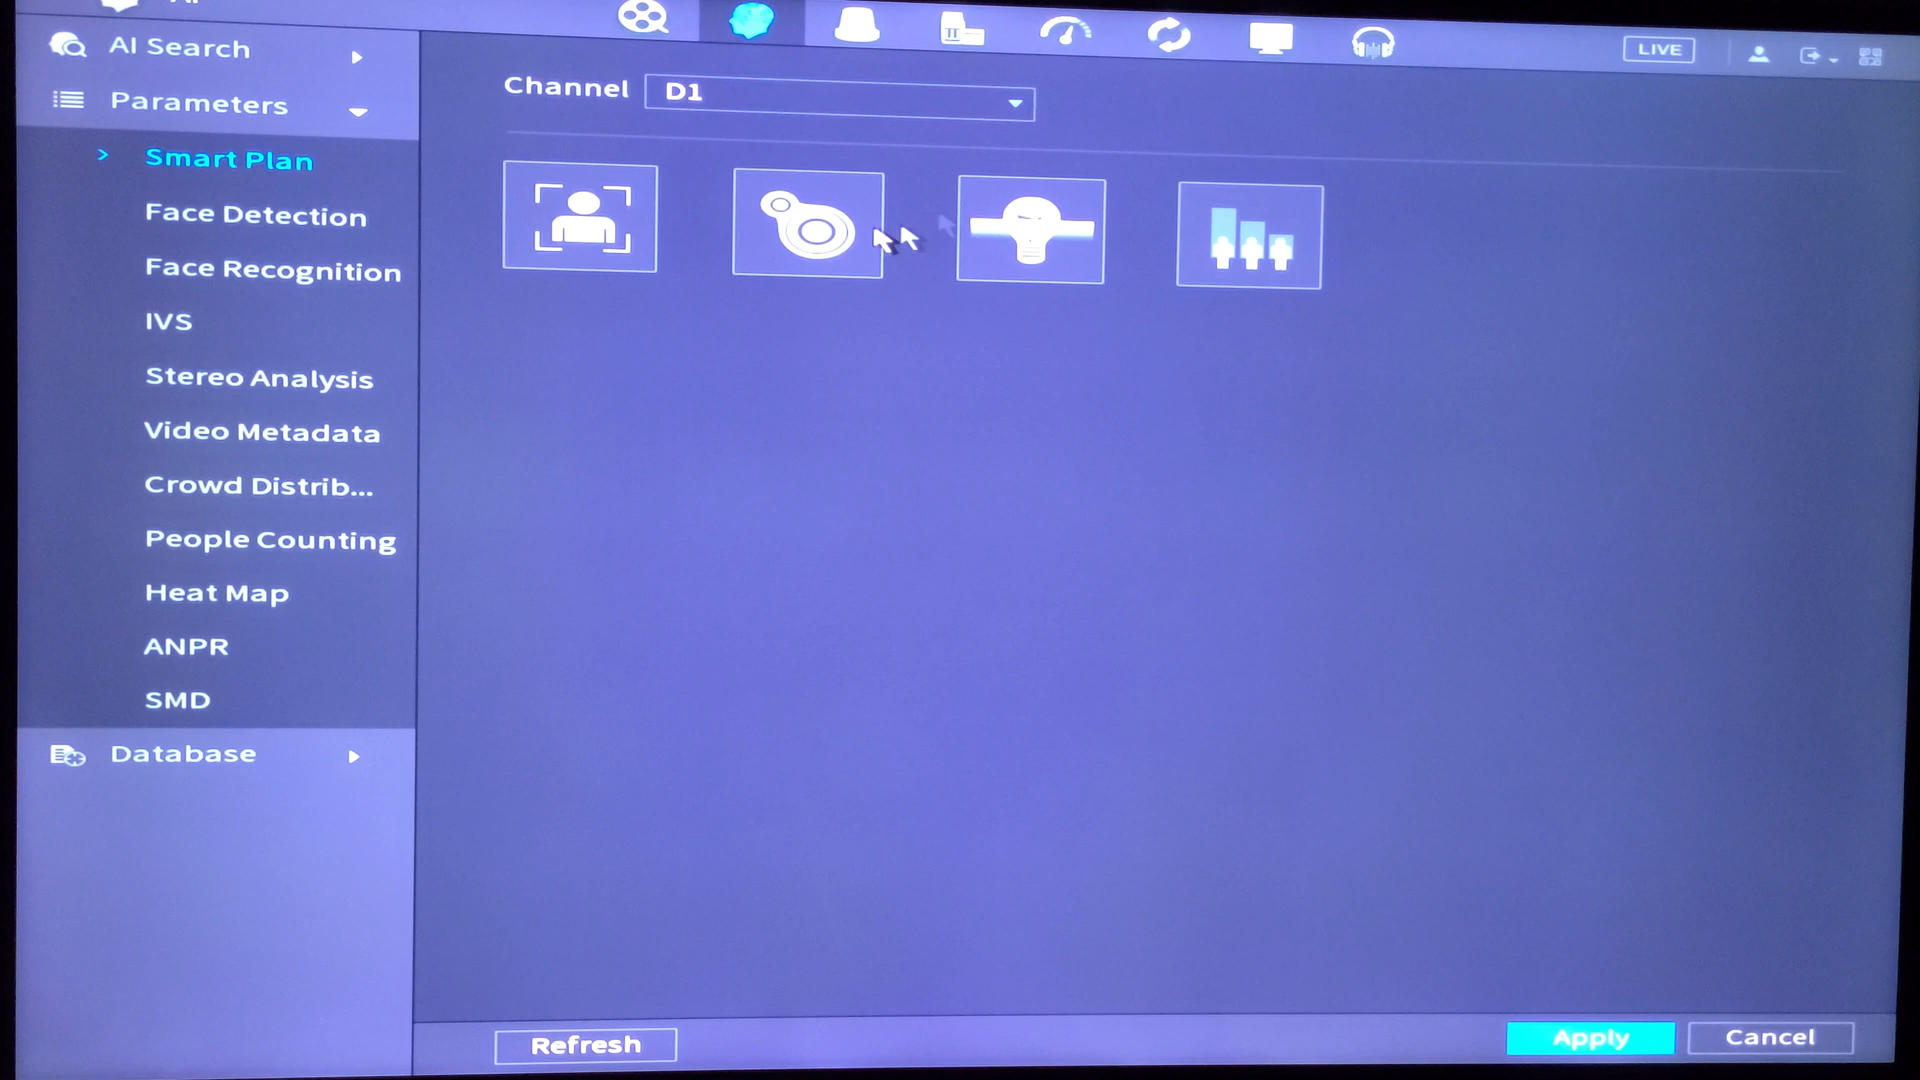 AI Search
Parameters
Smart Plan
Face Detection
Face Recognition
IVS
Stereo Analysis
Video Metadata
Crowd Distrib...
People Counting
Heat Map
ANPR
SMD
Database
LIVE
Channel D1
Refresh
Apply
Cancel